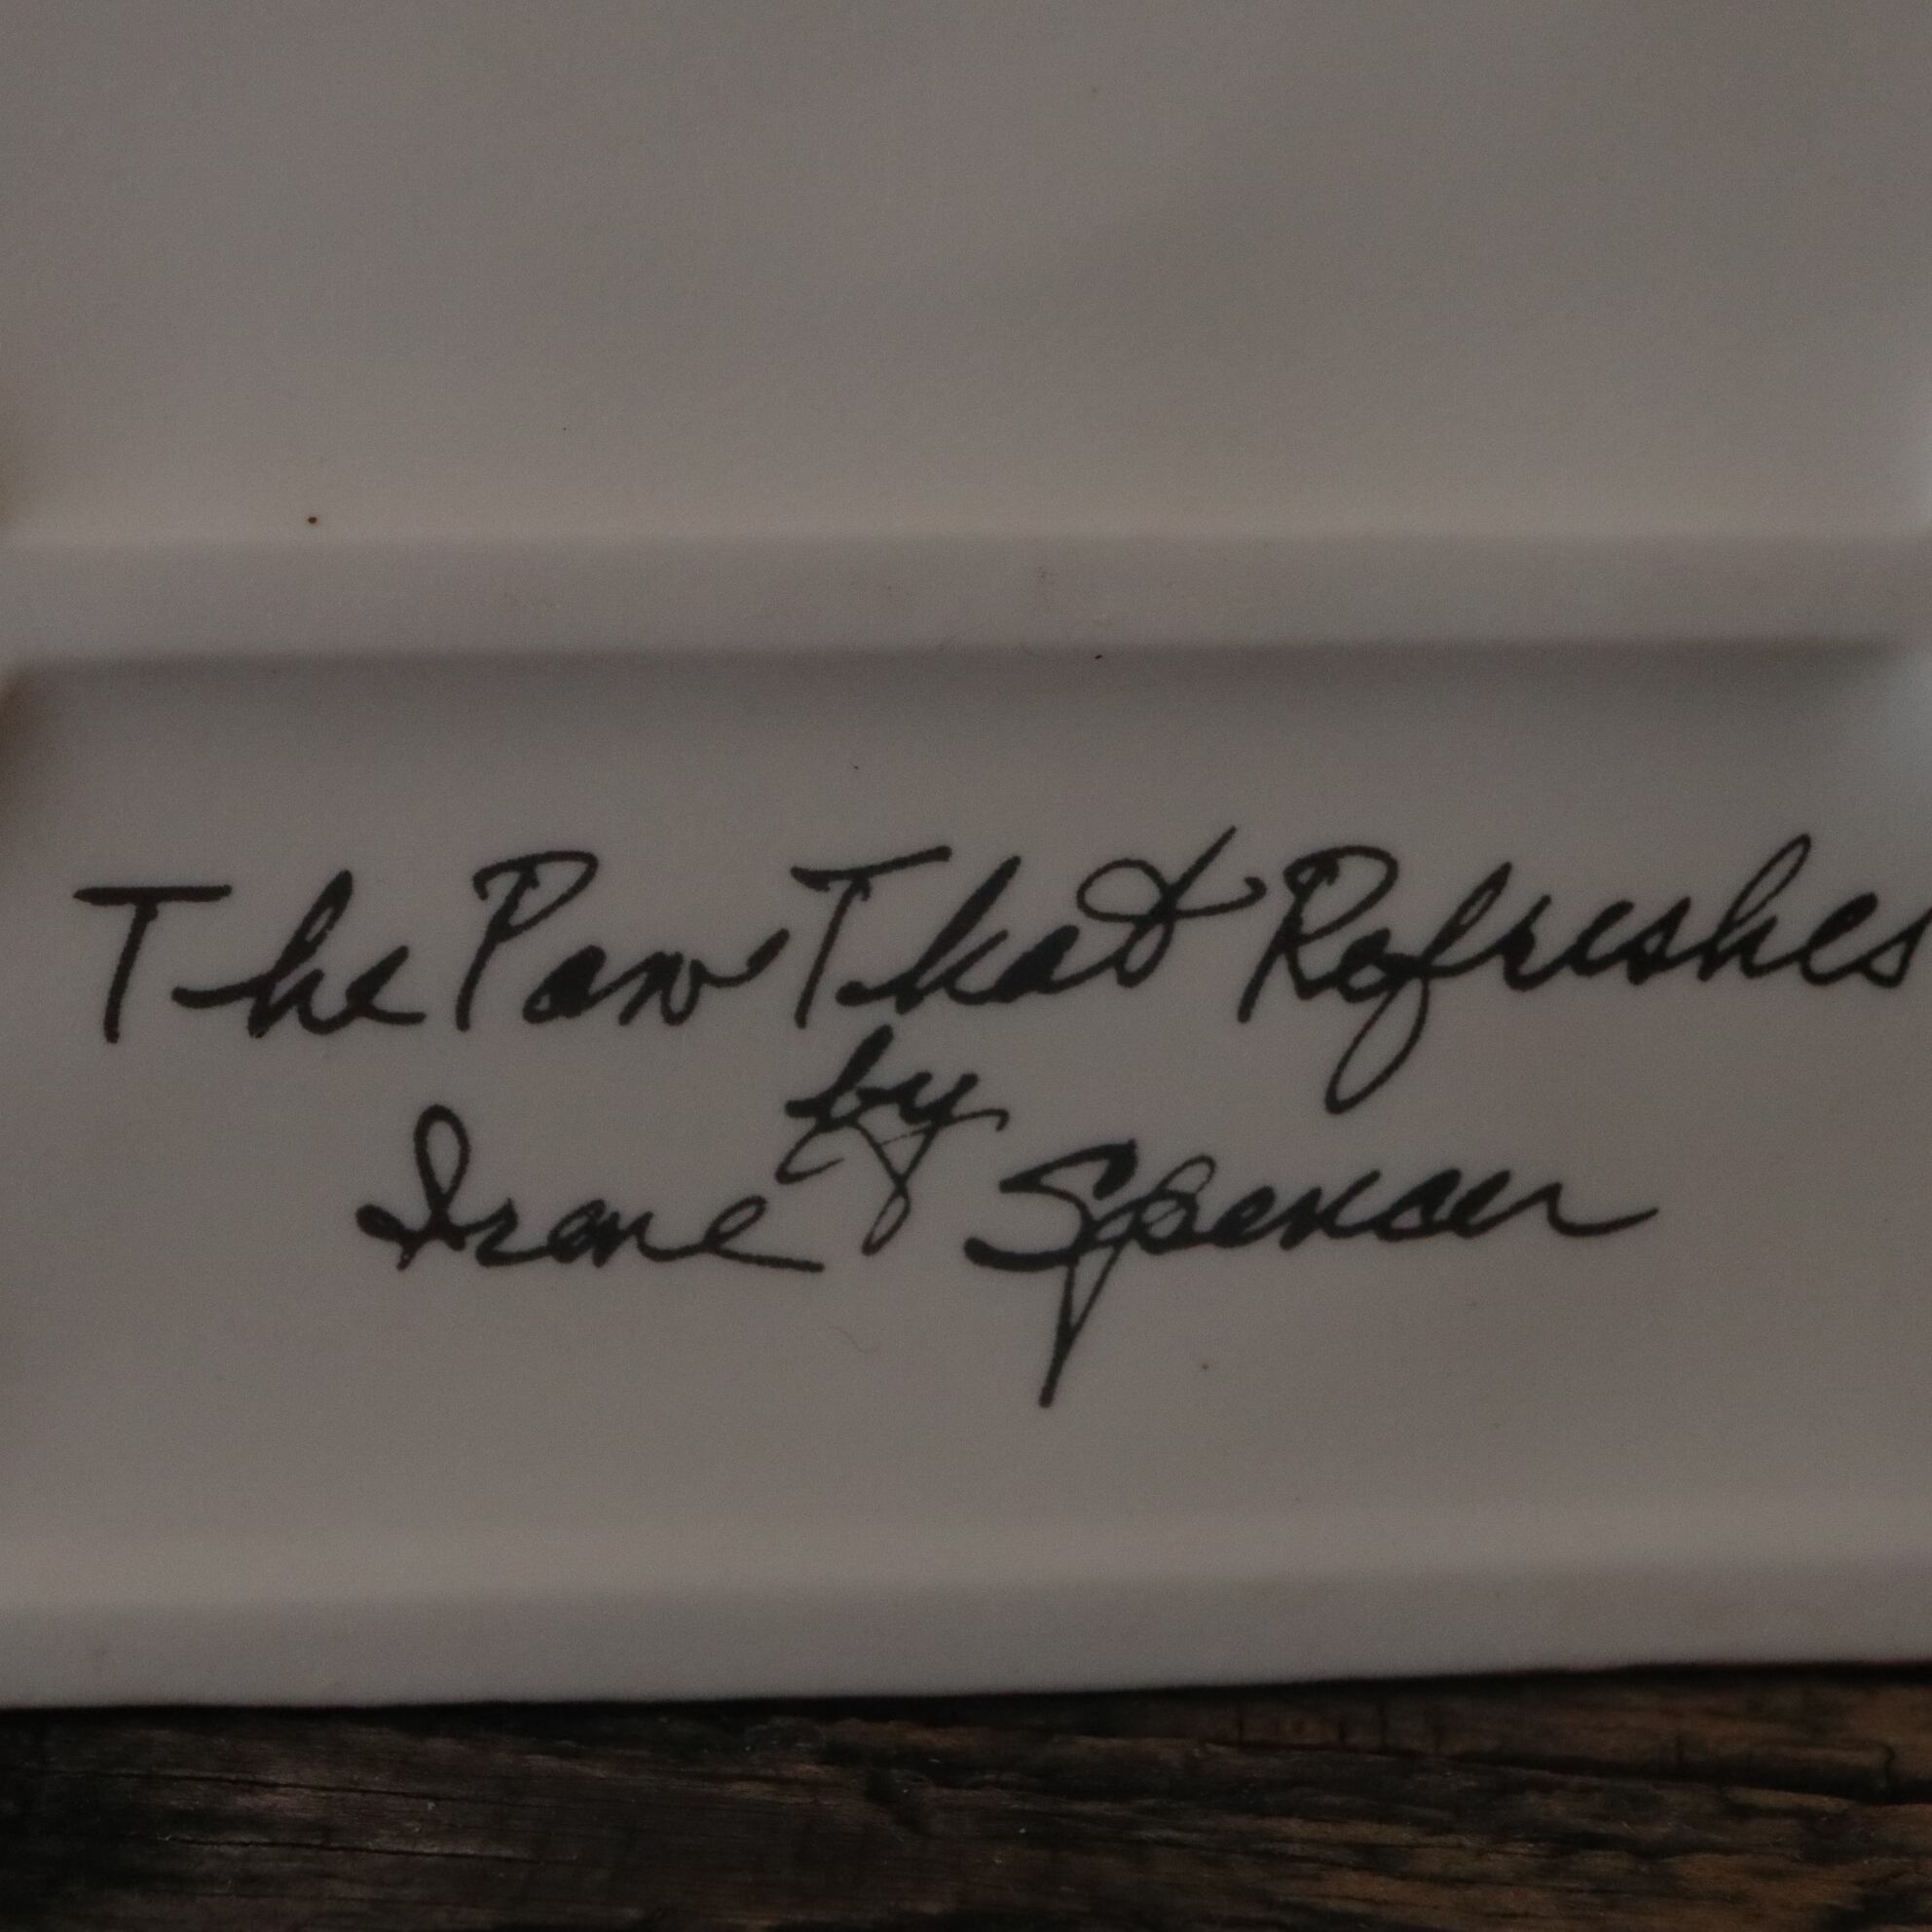 The Paw That Refreshes
by
Irene Spencer